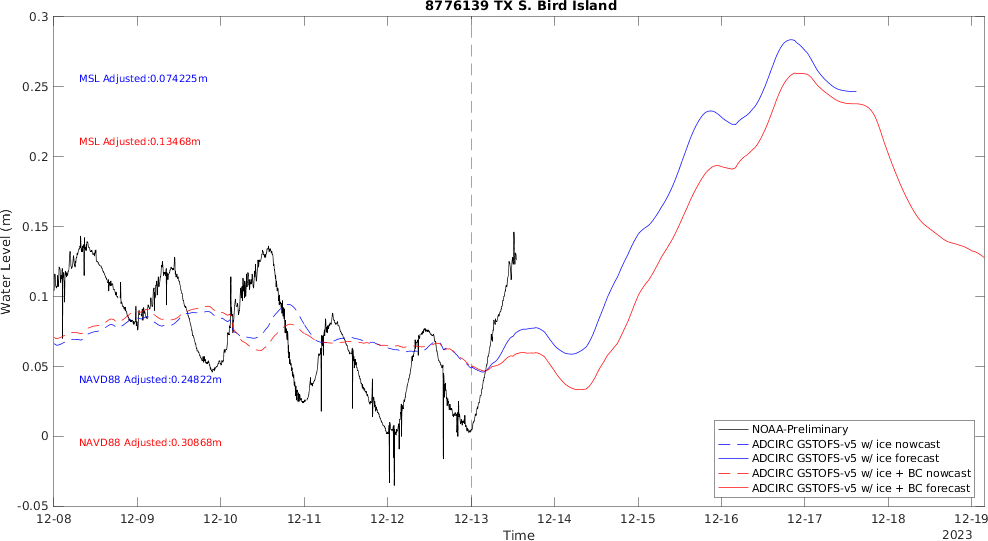 8776139 TX S. Bird Island
0.3
0.25
0.2
0.15
0.1
0.05
0
-0.05
Water Level (m)
MSL Adjusted:0.074225m
MSL Adjusted:0.13468m
NAVD88 Adjusted:0.24822m
NAVD88 Adjusted:0.30868m
NOAA-Preliminary
ADCIRC GSTOFS-v5 w/ ice nowcast
ADCIRC GSTOFS-v5 w/ ice forecast
ADCIRC GSTOFS-v5 w/ ice + BC nowcast
ADCIRC GSTOFS-v5 w/ ice + BC forecast
12-08 12-09 12-10 12-11 12-12 12-13 12-14 12-15 12-16 12-17 12-18 12-19
Time
2023